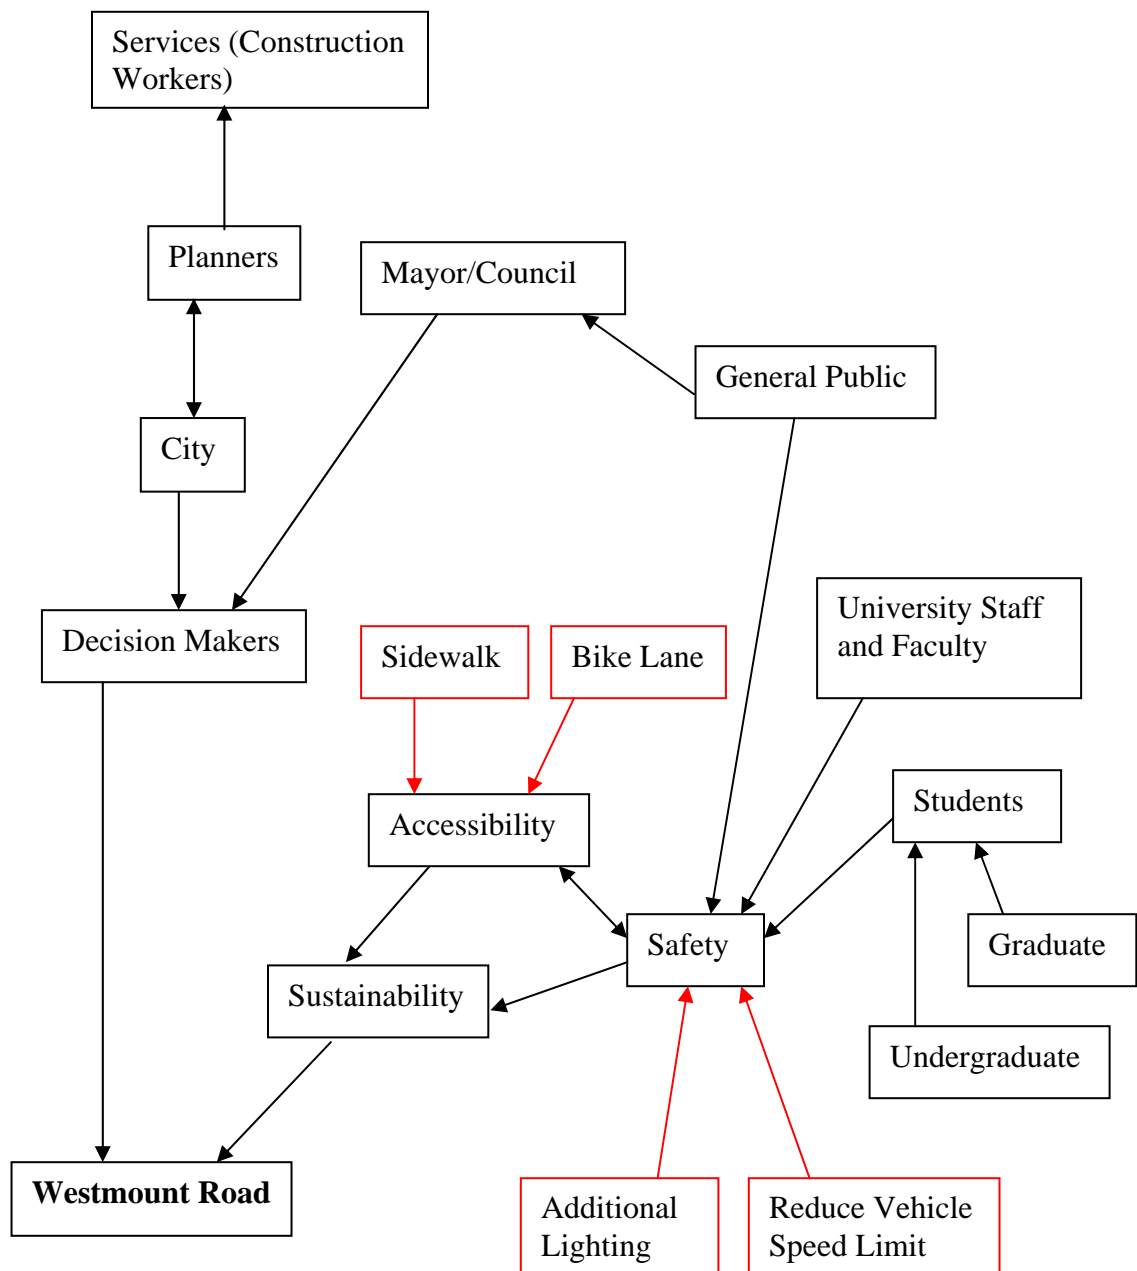 Services (Construction
Workers)
Planners
Mayor/Council
General Public
City
University Staff
and Faculty
Decision Makers
Sidewalk
Bike Lane
Students
Accessibility
Safety
Graduate
Sustainability
Undergraduate
Westmount Road
Additional
Lighting
Reduce Vehicle
Speed Limit